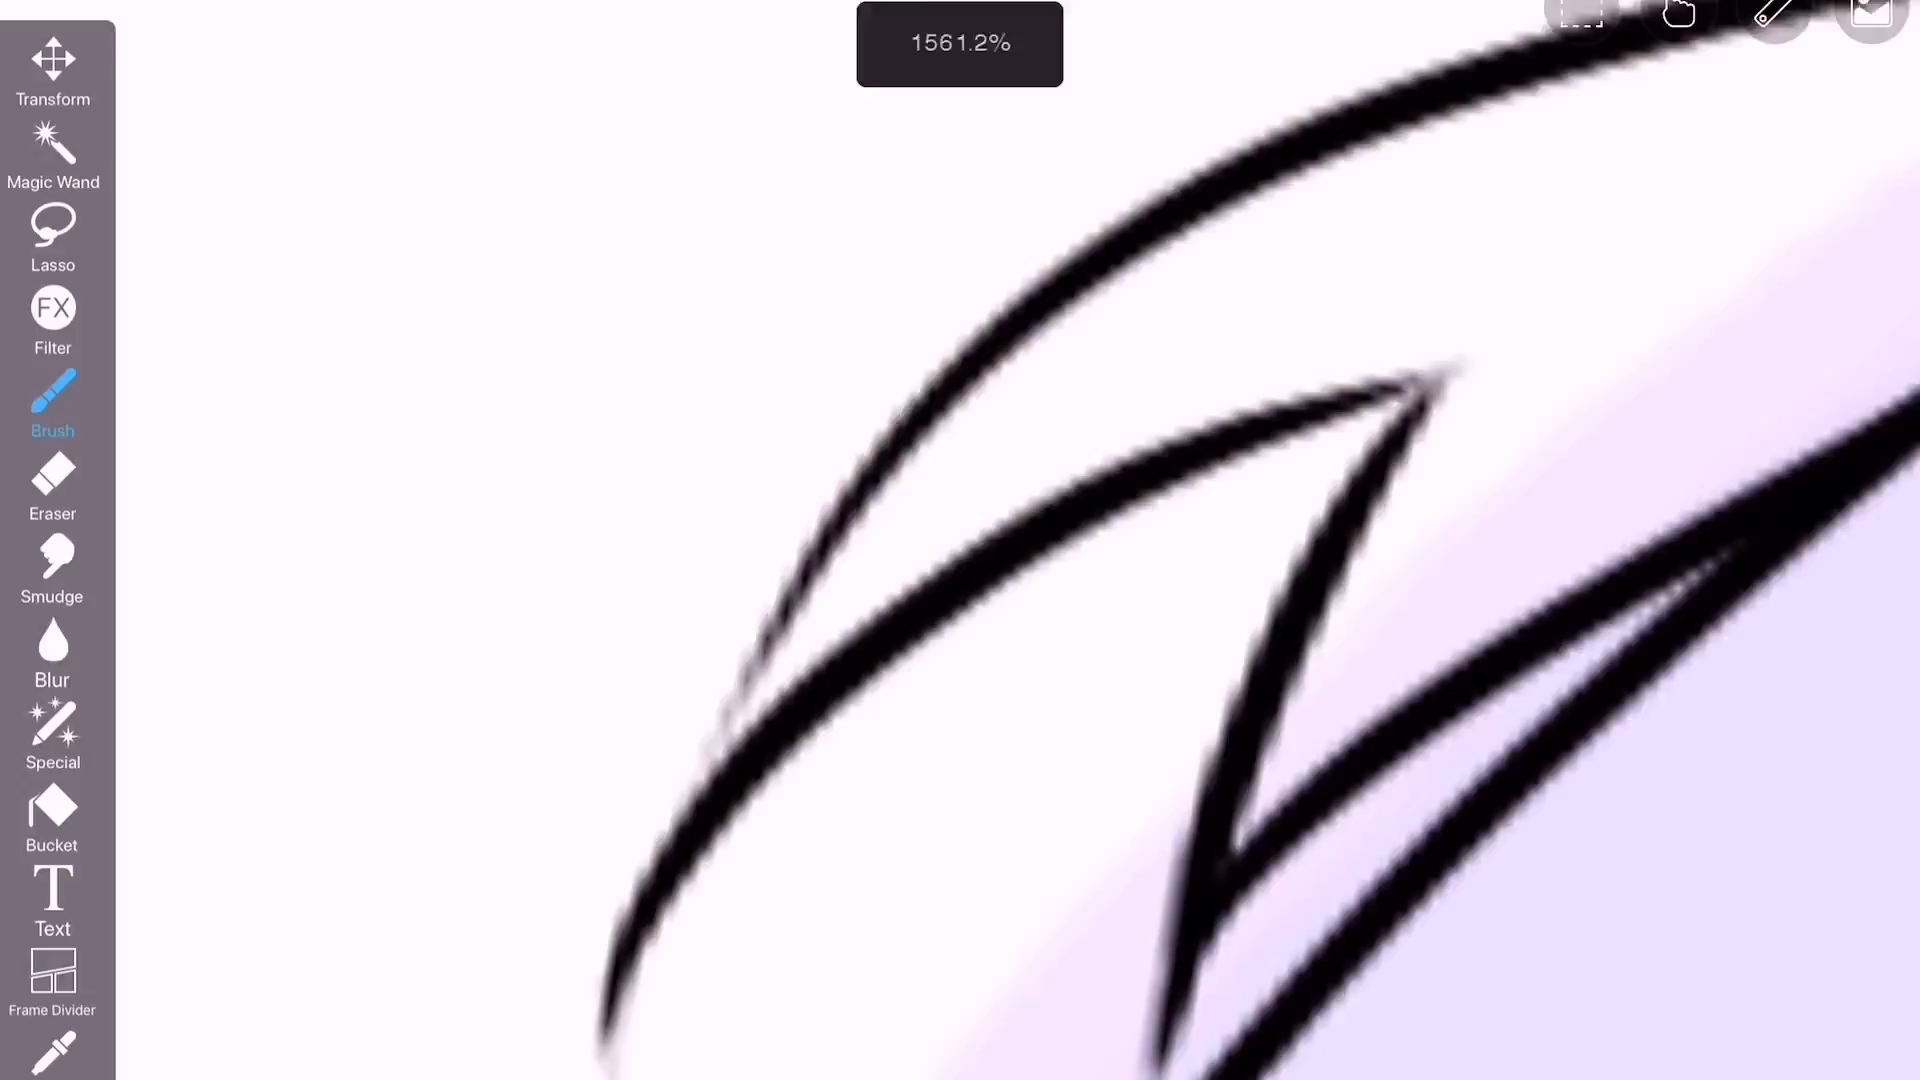 1561.2%
Transform
Magic Wand
Lasso
FX
Filter
Brush
Eraser
Smudge
Blur
Special
Bucket
T
Text
Frame Divider